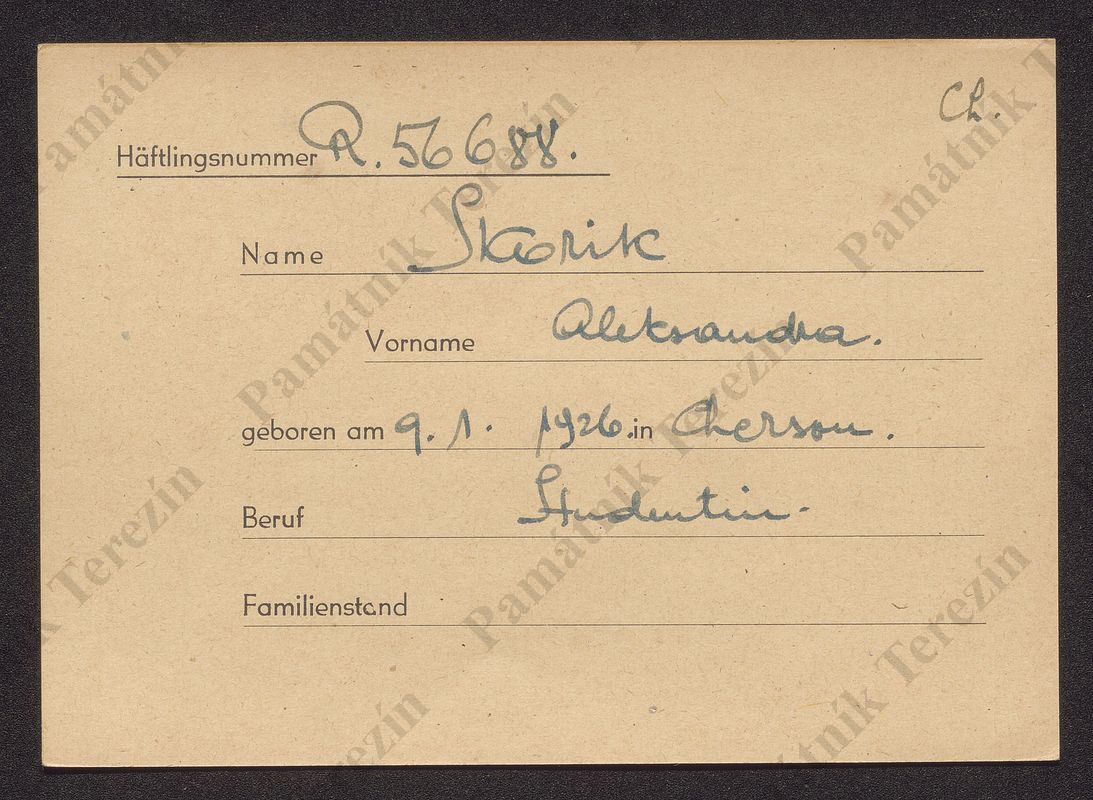 Ch.
Häftlingsnummer R. 56688.
Name Skorik
Vorname Aleksandra.
geboren am 9. 1. 1926. in Cherson.
Beruf Studentin.
Familienstand
Památník Terezín